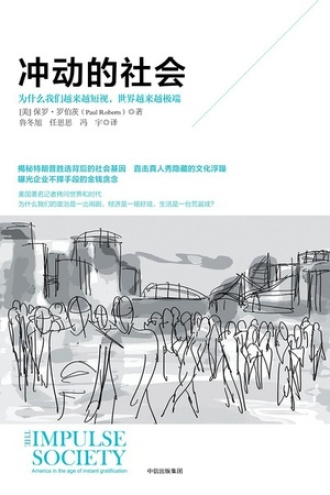 冲动的社会
为什么我们越来越短视，世界越来越极端
[美] 保罗·罗伯茨（Paul Roberts）著
鲁冬旭 任思思 冯宇 译
揭秘特朗普胜选背后的社会基因 直击真人秀隐藏的文化浮躁
曝光企业不择手段的金钱贪念
美国著名记者拷问世界和时代
为什么我们的政治是一出闹剧，经济是一场赌局，生活是一台荒诞戏？
THE
IMPULSE
SOCIETY
America in the age of instant gratification
中信出版集团